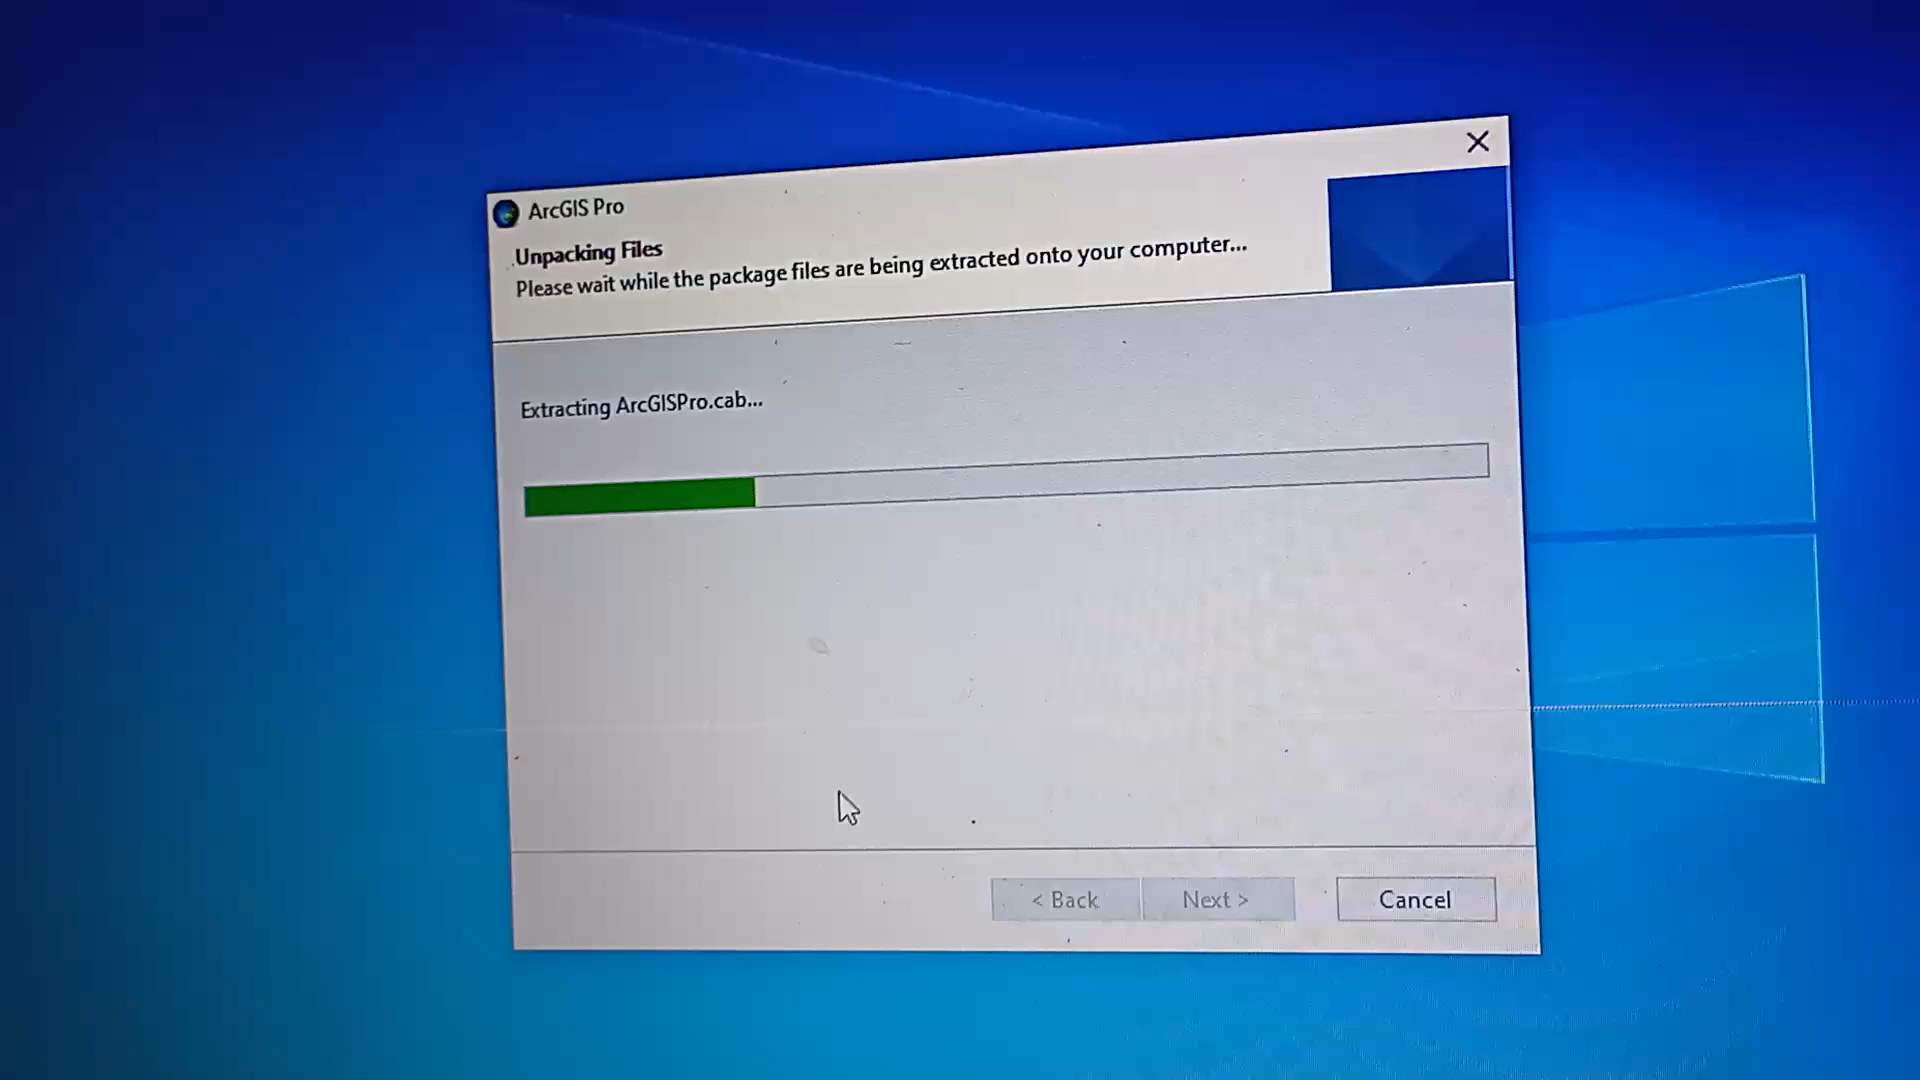 ArcGIS Pro
Unpacking Files
Please wait while the package files are being extracted onto your computer...
Extracting ArcGISPro.cab...
< Back
Next >
Cancel